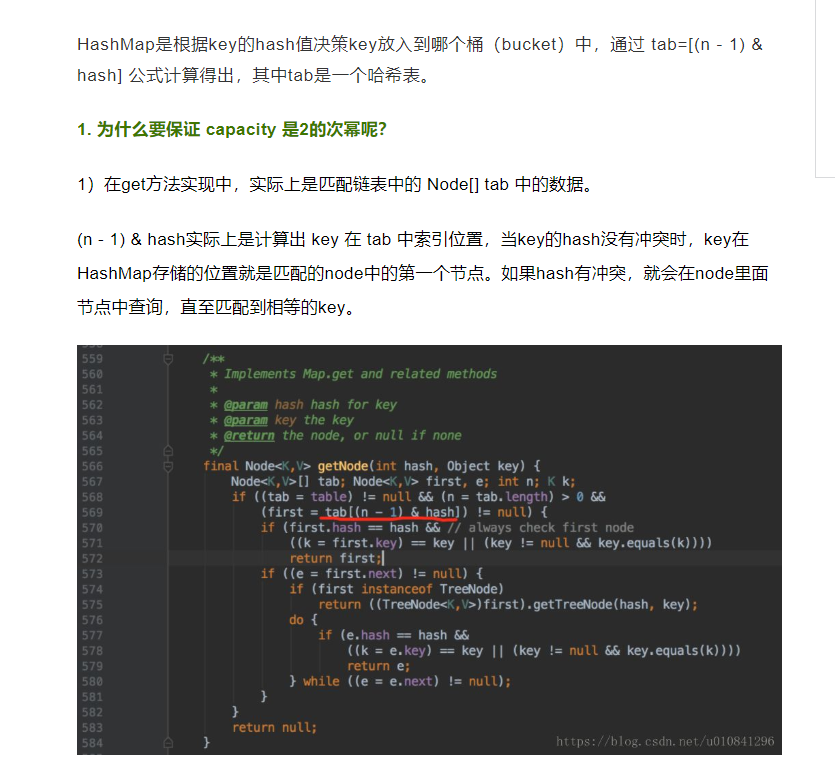 HashMap是根据key的hash值决策key放入到哪个桶（bucket）中，通过 tab=[(n - 1) &
hash] 公式计算得出，其中tab是一个哈希表。
1. 为什么要保证 capacity 是2的次幂呢?
1）在get方法实现中，实际上是匹配链表中的 Node[] tab 中的数据。
(n - 1) & hash实际上是计算出 key 在 tab 中索引位置，当key的hash没有冲突时，key在
HashMap存储的位置就是匹配的node中的第一个节点。如果hash有冲突，就会在node里面
节点中查询，直至匹配到相等的key。
559 /**
560 * Implements Map.get and related methods
561 *
562 * @param hash hash for key
563 * @param key the key
564 * @return the node, or null if none
565 */
566 final Node<K,V> getNode(int hash, Object key) {
567 Node<K,V>[] tab; Node<K,V> first, e; int n; K k;
568 if ((tab = table) != null && (n = tab.length) > 0 &&
569 (first = tab[(n - 1) & hash]) != null) {
570 if (first.hash == hash && // always check first node
571 ((k = first.key) == key || (key != null && key.equals(k))))
572 return first;
573 if ((e = first.next) != null) {
574 if (first instanceof TreeNode)
575 return ((TreeNode<K,V>)first).getTreeNode(hash, key);
576 do {
577 if (e.hash == hash &&
578 ((k = e.key) == key || (key != null && key.equals(k))))
579 return e;
580 } while ((e = e.next) != null);
581 }
582 }
583 return null;
584 }
https://blog.csdn.net/u010841296